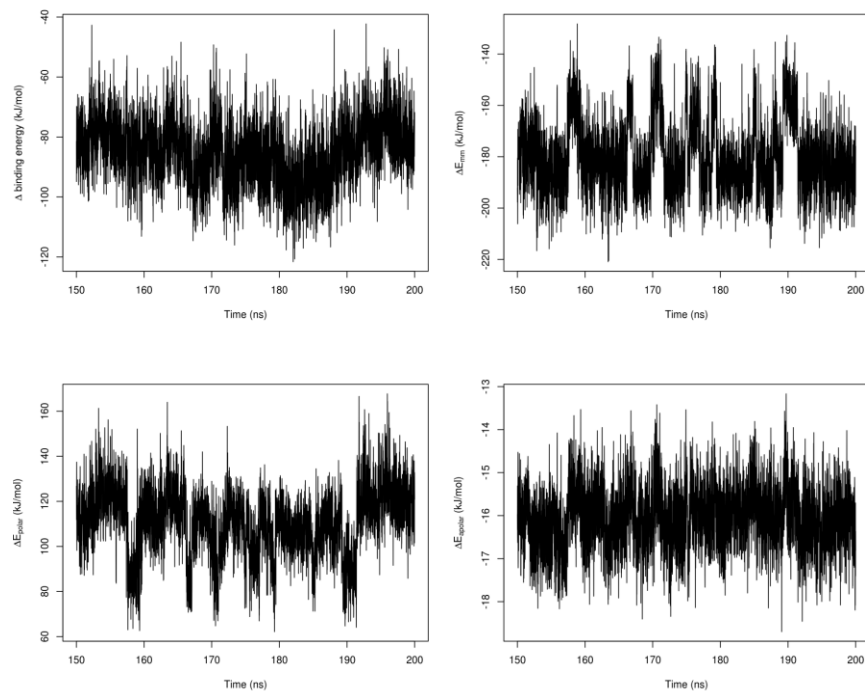 Δ binding energy (kJ/mol)
-40
-60
-80
-100
-120
150 160 170 180 190 200
Time (ns)
ΔEmm (kJ/mol)
-140
-160
-180
-200
-220
150 160 170 180 190 200
Time (ns)
ΔEpolar (kJ/mol)
160
140
120
100
80
60
150 160 170 180 190 200
Time (ns)
ΔEapolar (kJ/mol)
-13
-14
-15
-16
-17
-18
150 160 170 180 190 200
Time (ns)